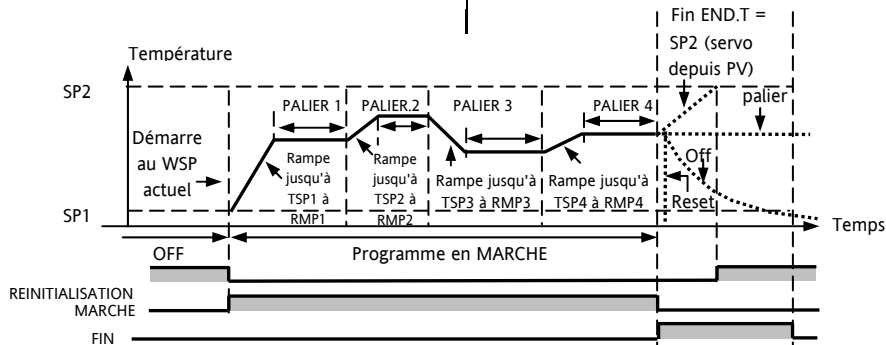 Fin END.T =
SP2 (servo
depuis PV)
Température
SP2
PALIER 1
PALIER.2
PALIER 3
PALIER 4
palier
Démarre
au WSP
actuel
Rampe
jusqu'à
TSP1 à
RMP1
Rampe
jusqu'à
TSP2 à
RMP2
Rampe jusqu'à
TSP3 à RMP3
Rampe jusqu'à
TSP4 à RMP4
Off
Reset
SP1
Temps
OFF
Programme en MARCHE
REINITIALISATION
MARCHE
FIN